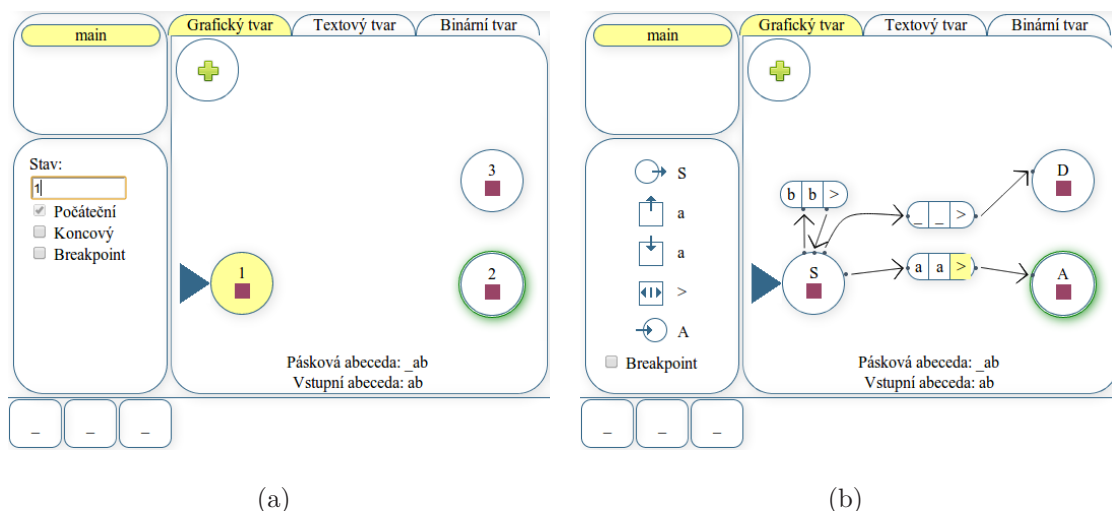 main
Grafický tvar Textový tvar Binární tvar
Stav:
1
Počáteční
Koncový
Breakpoint
3
1
2
Pásková abeceda: _ab
Vstupní abeceda: ab
_ _ _
(a)
main
Grafický tvar Textový tvar Binární tvar
S
a
a
>
A
Breakpoint
b b >
_ _ >
D
S
a a >
A
Pásková abeceda: _ab
Vstupní abeceda: ab
_ _ _
(b)